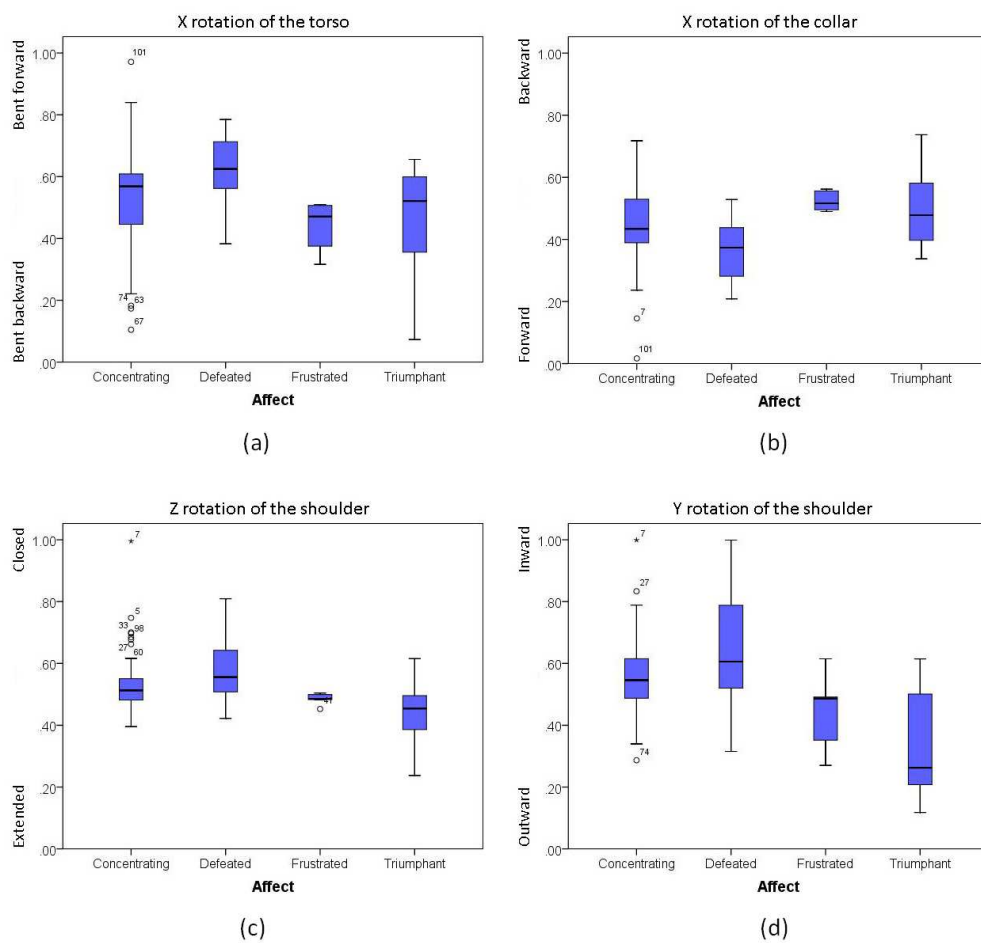 X rotation of the torso
Bent forward
Bent backward
1.00
.80
.60
.40
.20
.00
101
74 63
67
Concentrating Defeated Frustrated Triumphant
Affect
(a)
X rotation of the collar
Backward
Forward
1.00
.80
.60
.40
.20
.00
7
101
Concentrating Defeated Frustrated Triumphant
Affect
(b)
Z rotation of the shoulder
Closed
Extended
1.00
.80
.60
.40
.20
.00
7
5
33 98
27 60
41
Concentrating Defeated Frustrated Triumphant
Affect
(c)
Y rotation of the shoulder
Inward
Outward
1.00
.80
.60
.40
.20
.00
7
27
74
Concentrating Defeated Frustrated Triumphant
Affect
(d)